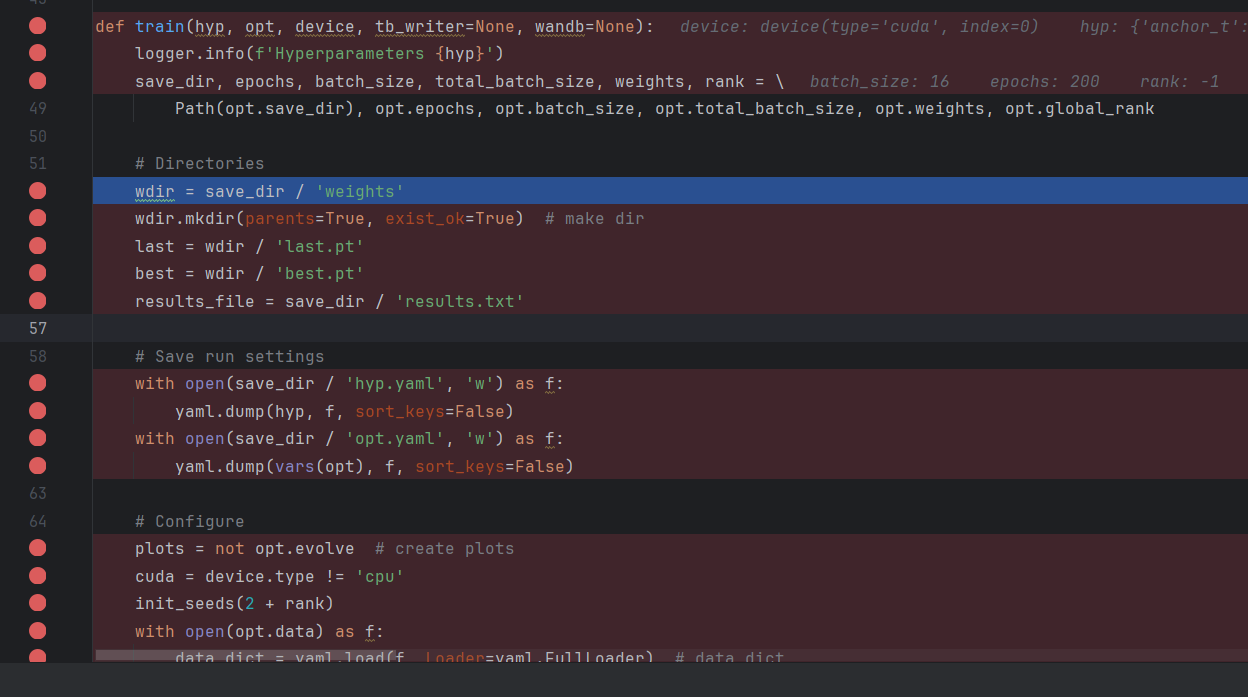 def train(hyp, opt, device, tb_writer=None, wandb=None):   device: device(type='cuda', index=0)    hyp: {'anchor_t':
    logger.info(f'Hyperparameters {hyp}')
    save_dir, epochs, batch_size, total_batch_size, weights, rank = \   batch_size: 16    epochs: 200    rank: -1
49        Path(opt.save_dir), opt.epochs, opt.batch_size, opt.total_batch_size, opt.weights, opt.global_rank
50
51    # Directories
    wdir = save_dir / 'weights'
    wdir.mkdir(parents=True, exist_ok=True)  # make dir
    last = wdir / 'last.pt'
    best = wdir / 'best.pt'
    results_file = save_dir / 'results.txt'
57
58    # Save run settings
    with open(save_dir / 'hyp.yaml', 'w') as f:
        yaml.dump(hyp, f, sort_keys=False)
    with open(save_dir / 'opt.yaml', 'w') as f:
        yaml.dump(vars(opt), f, sort_keys=False)
63
64    # Configure
    plots = not opt.evolve  # create plots
    cuda = device.type != 'cpu'
    init_seeds(2 + rank)
    with open(opt.data) as f:
        data_dict = yaml.load(f, Loader=yaml.FullLoader)  # data dict